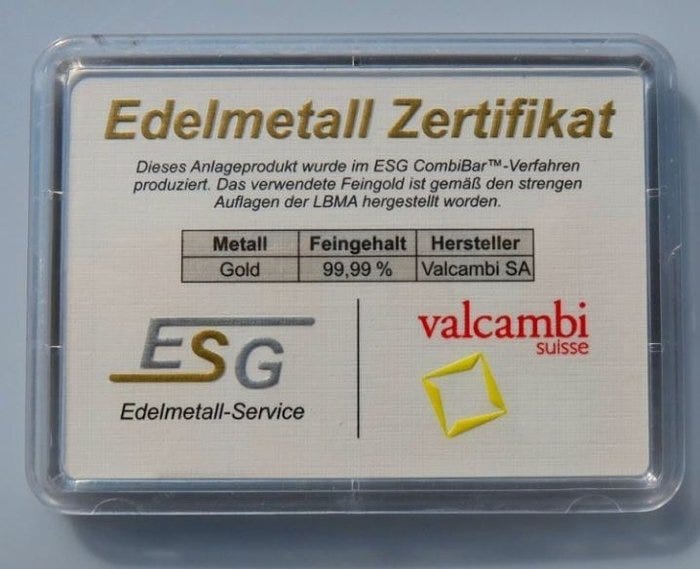 Edelmetall Zertifikat
Dieses Anlageprodukt wurde im ESG CombiBar™-Verfahren
produziert. Das verwendete Feingold ist gemäß den strengen
Auflagen der LBMA hergestellt worden.
Metall Feingehalt Hersteller
Gold 99,99 % Valcambi SA
ESG
Edelmetall-Service
valcambi
suisse